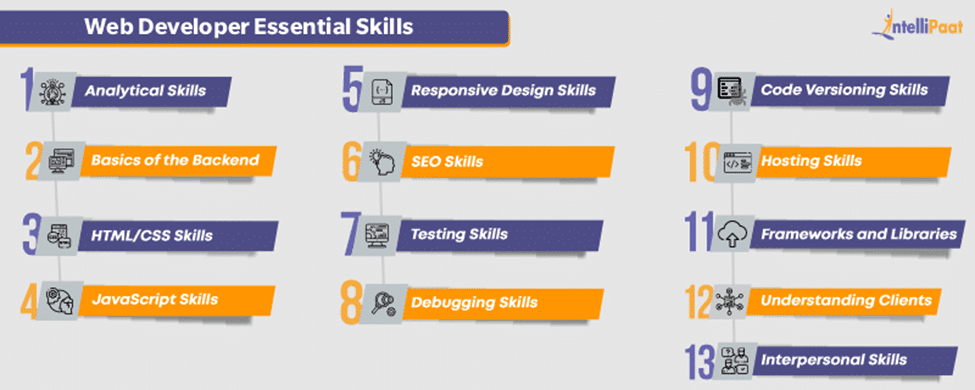 Web Developer Essential Skills
intelliPaat
1 Analytical Skills
2 Basics of the Backend
3 HTML/CSS Skills
4 JavaScript Skills
5 Responsive Design Skills
6 SEO Skills
7 Testing Skills
8 Debugging Skills
9 Code Versioning Skills
10 Hosting Skills
11 Frameworks and Libraries
12 Understanding Clients
13 Interpersonal Skills